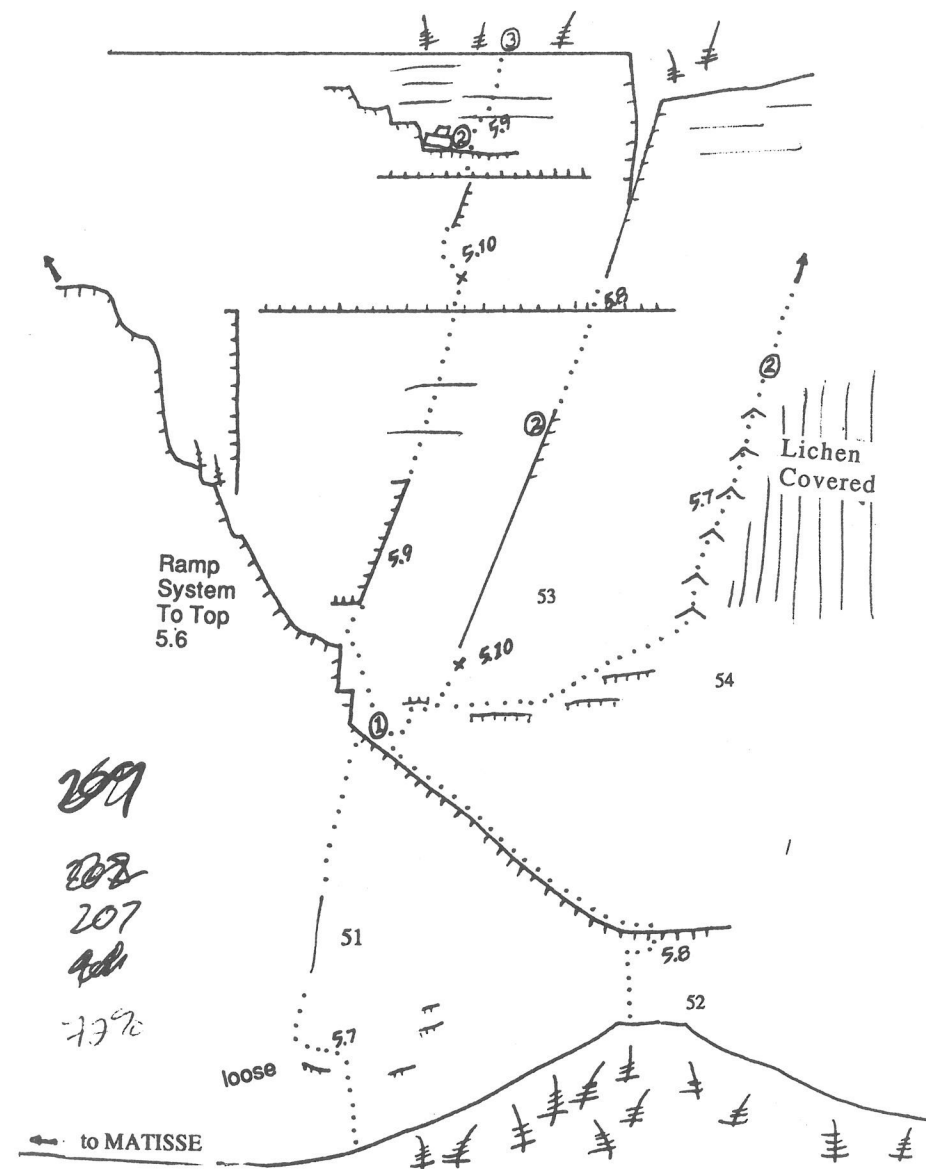 ③
5.9
②
5.10
5.8
②
②
Lichen
Covered
5.7
5.9
Ramp
System
To Top
5.6
53
5.10
54
①
207
51
5.8
52
5.7
loose
to MATISSE